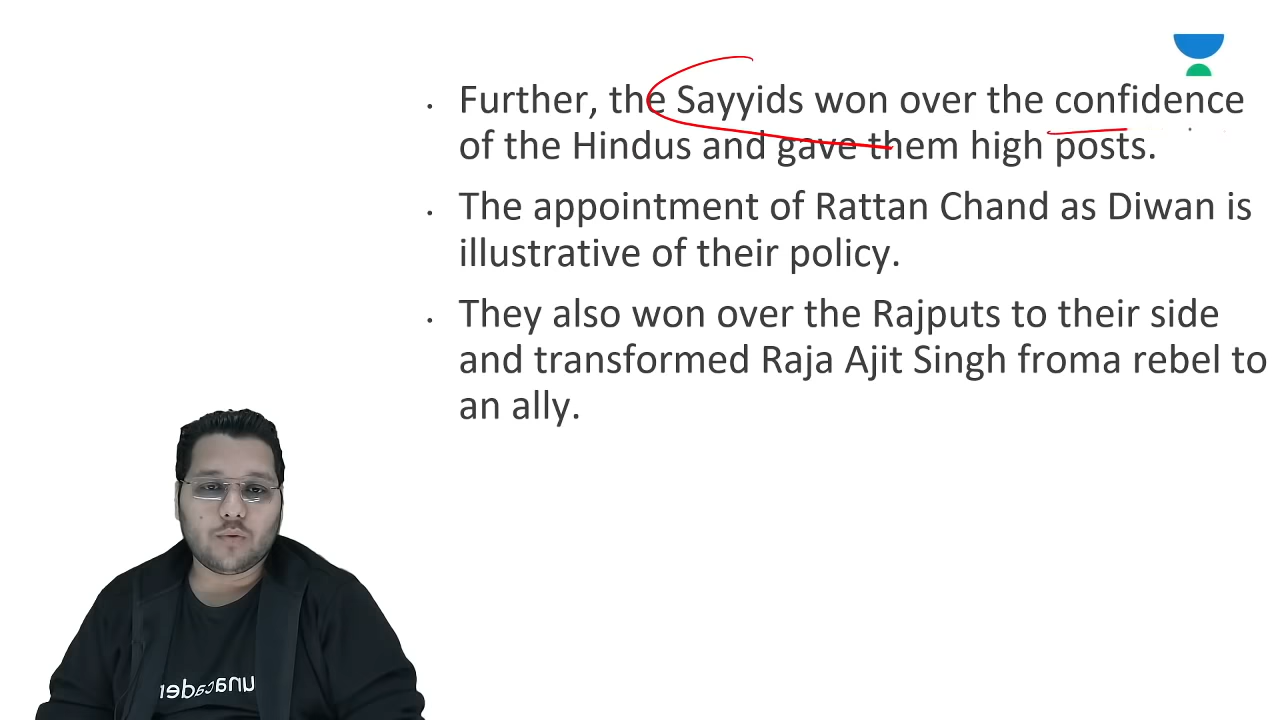 • Further, the Sayyids won over the confidence
of the Hindus and gave them high posts.
• The appointment of Rattan Chand as Diwan is
illustrative of their policy.
• They also won over the Rajputs to their side
and transformed Raja Ajit Singh froma rebel to
an ally.
unacader